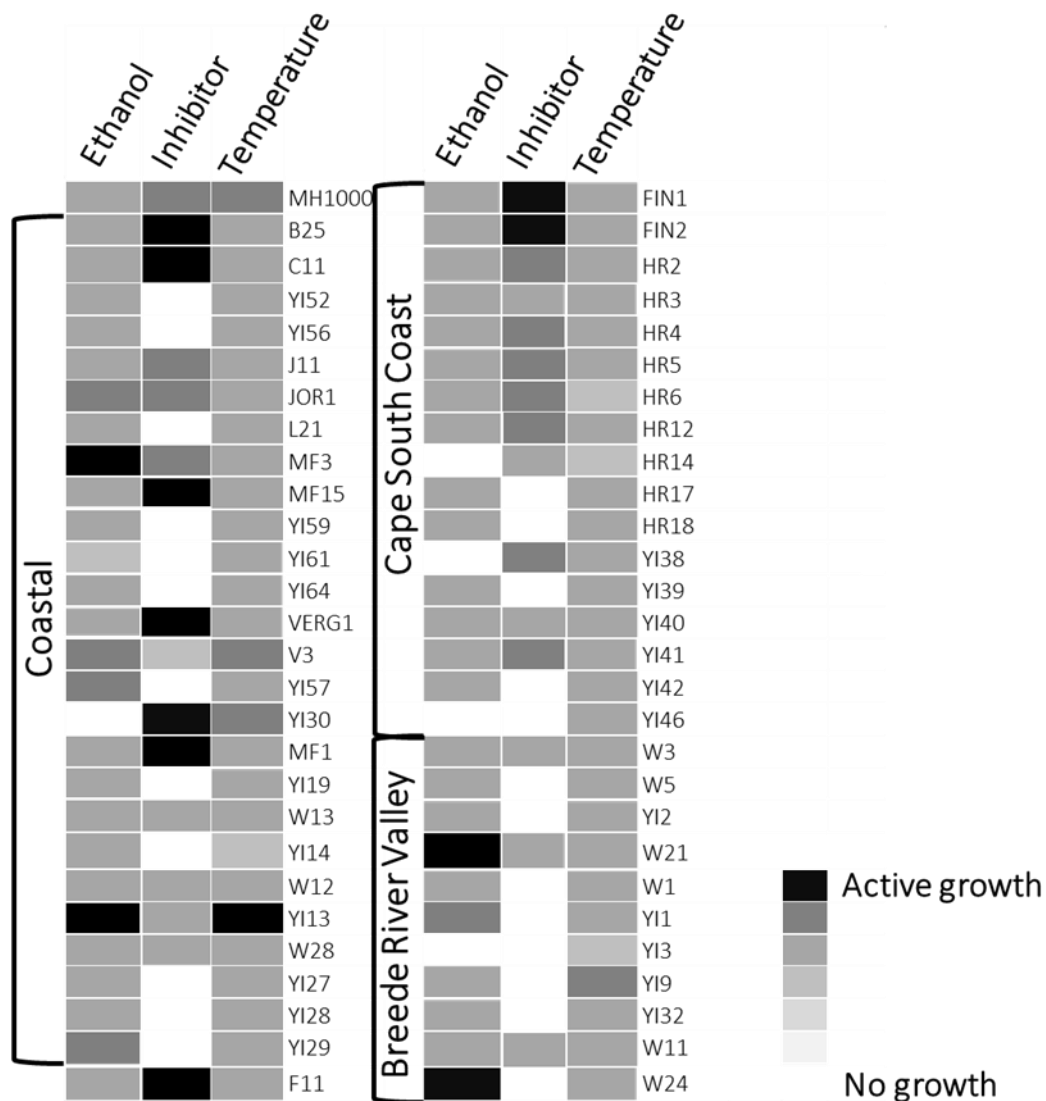 Ethanol
Inhibitor
Temperature
MH1000
Coastal
B25
C11
YI52
YI56
J11
JOR1
L21
MF3
MF15
YI59
YI61
YI64
VERG1
V3
YI57
YI30
MF1
YI19
W13
YI14
W12
YI13
W28
YI27
YI28
YI29
F11
Ethanol
Inhibitor
Temperature
Cape South Coast
FIN1
FIN2
HR2
HR3
HR4
HR5
HR6
HR12
HR14
HR17
HR18
YI38
YI39
YI40
YI41
YI42
YI46
Breede River Valley
W3
W5
YI2
W21
W1
YI1
YI3
YI9
YI32
W11
W24
Active growth
No growth